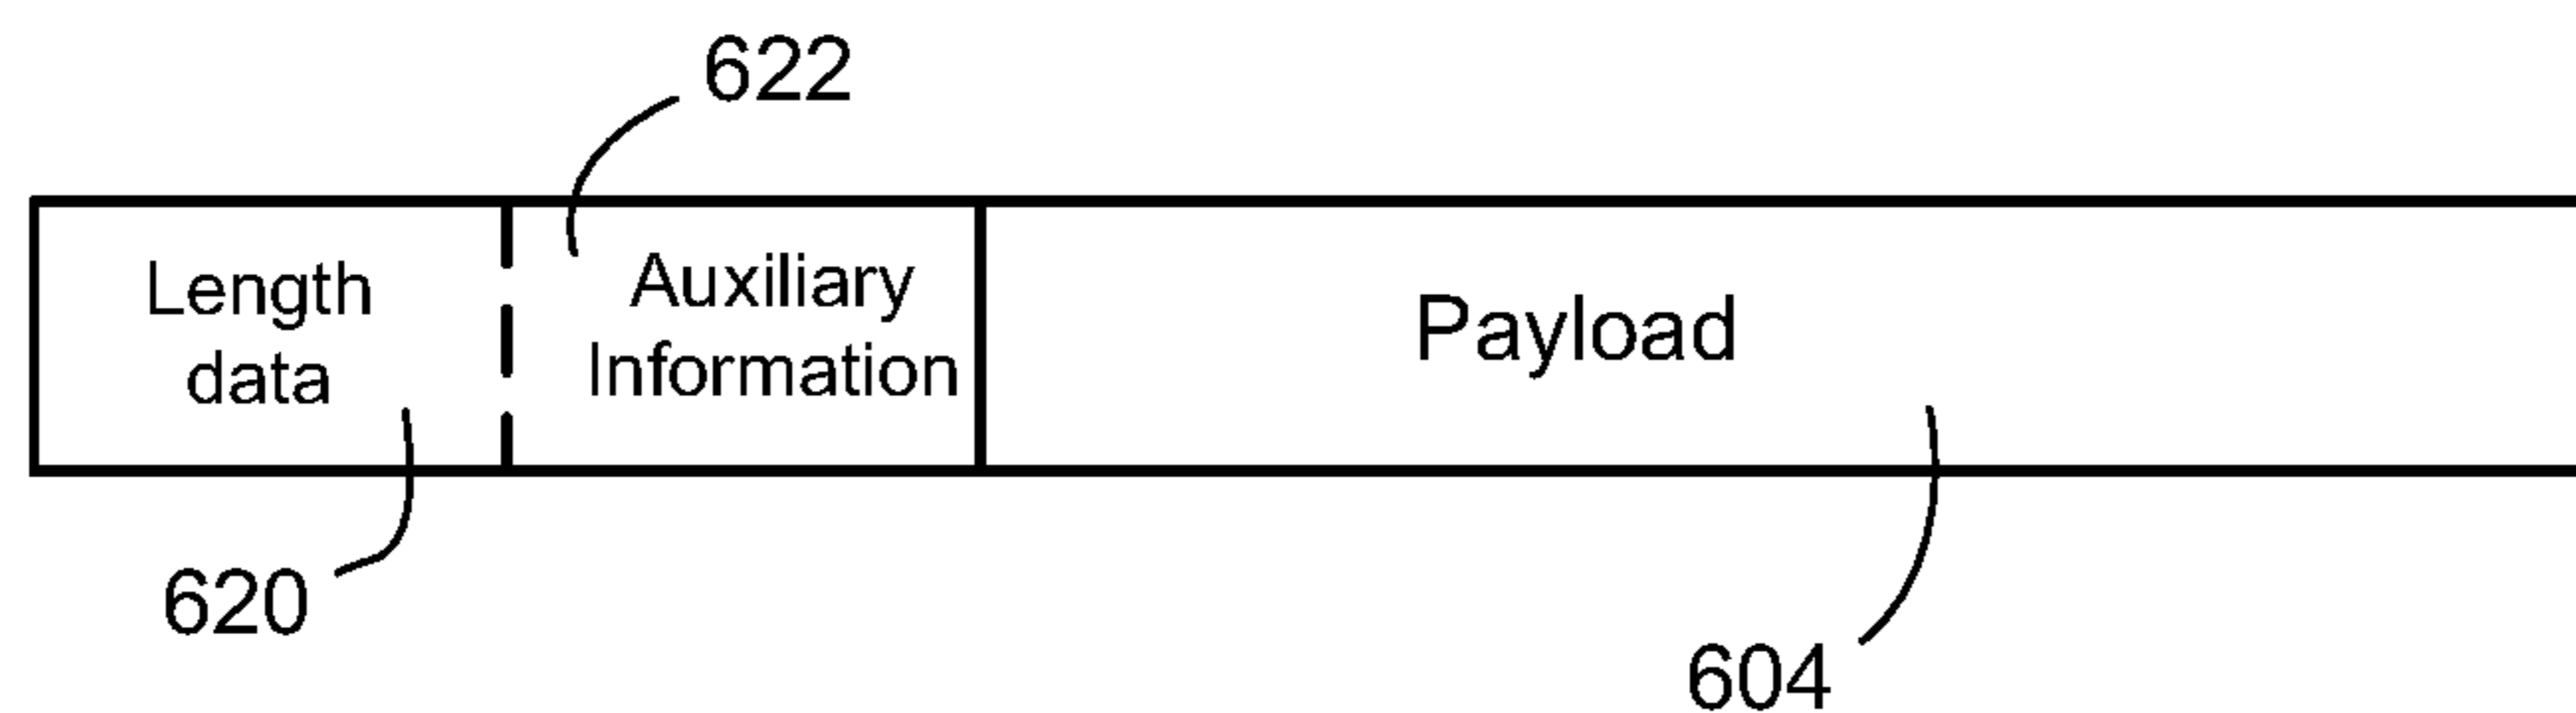 622
Length
data
Auxiliary
Information
Payload
620
604